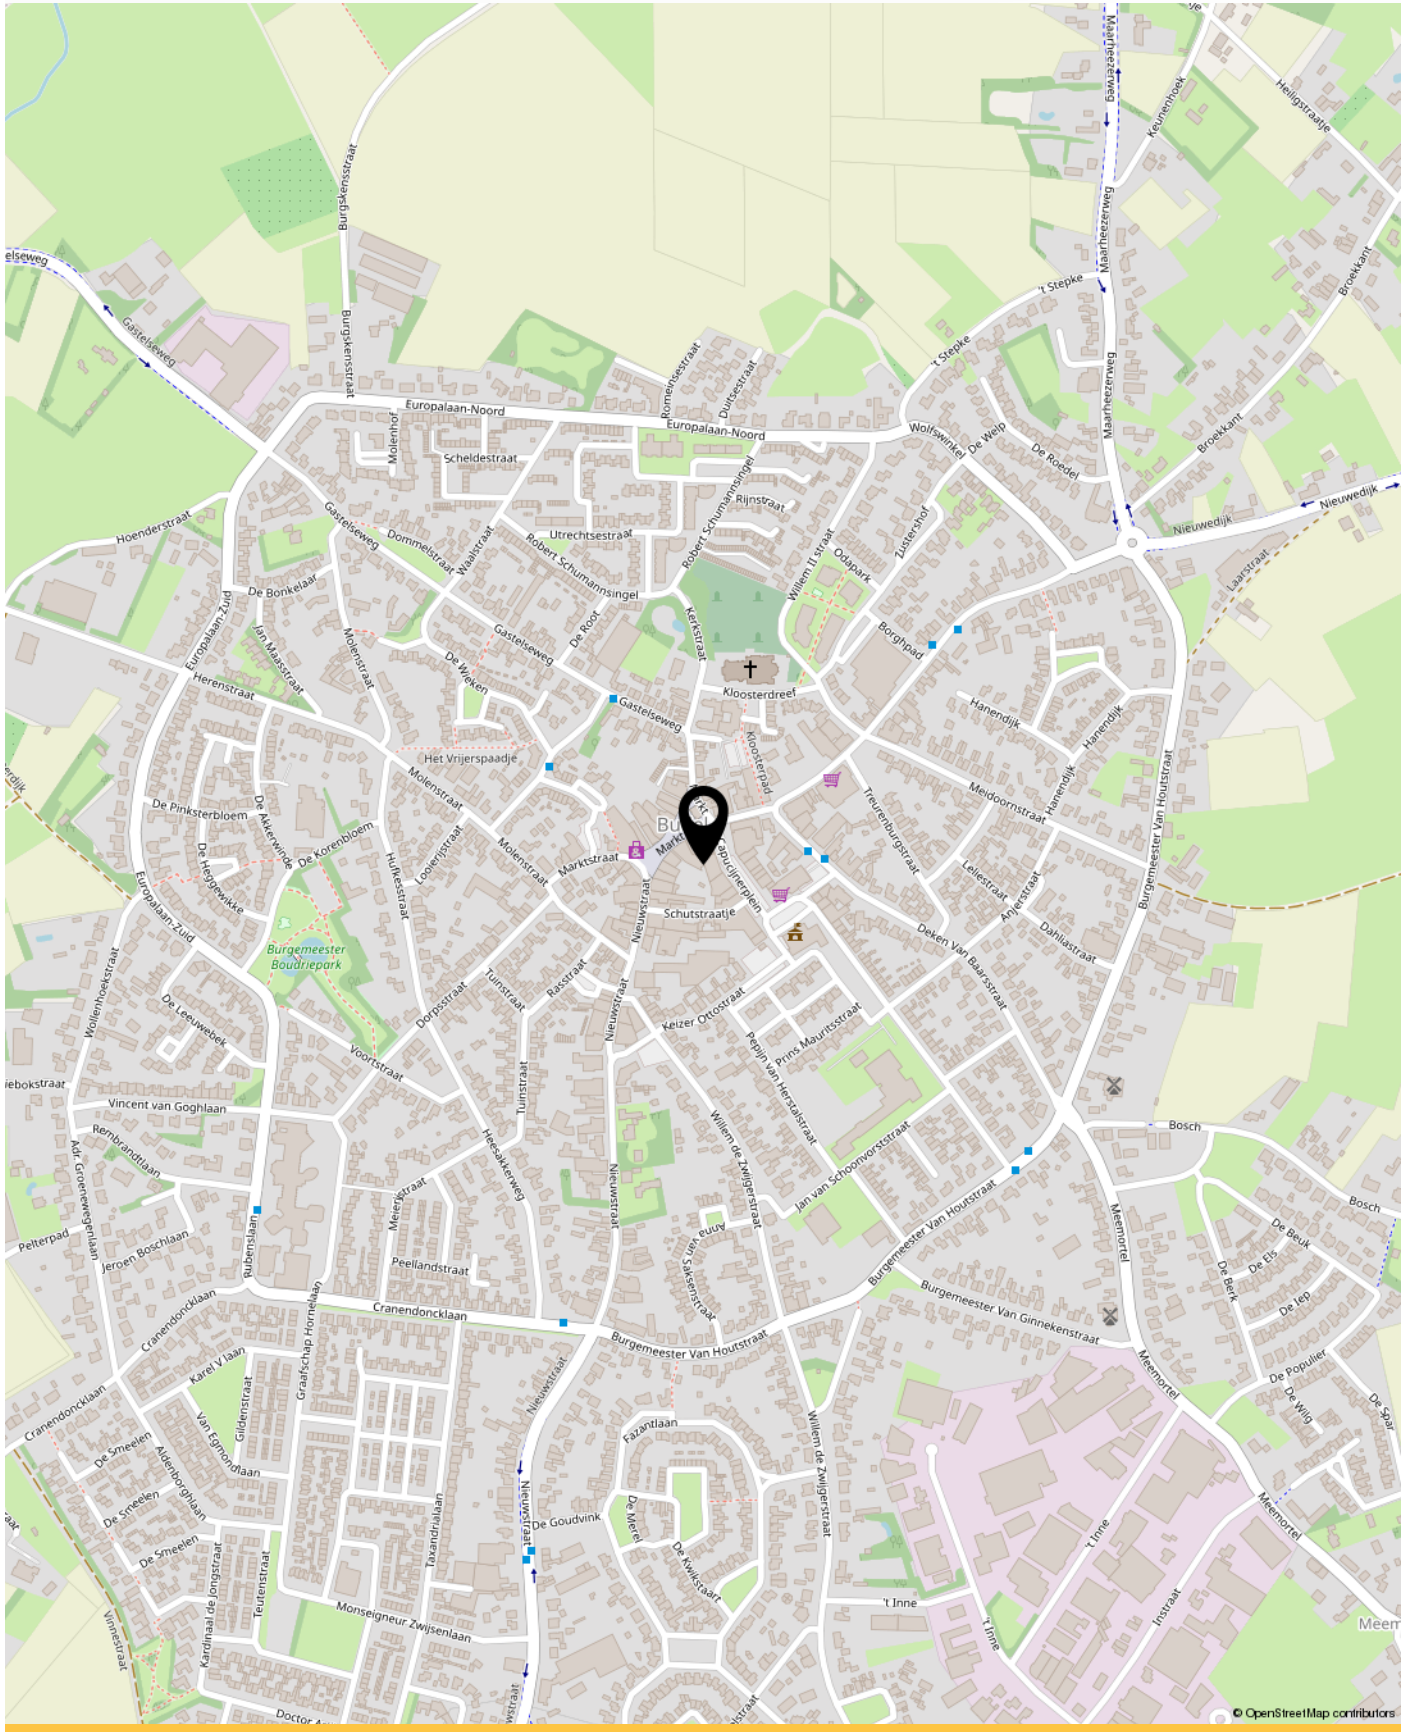 Maarheezerweg
Keunenhoek
Heiligstraatje
Burgskensstraat
Maarheezerweg
Broekkant
elseweg
't Stepke
Gastelseweg
Burgskensstraat
Romeinsestraat
Duitsestraat
't Stepke
Maarheezerweg
Europalaan-Noord
Europalaan-Noord
Molenhof
Scheldestraat
Wolfswinkel
De Welp
De Roedel
Broekkant
Nieuwedijk
Nieuwedijk
Hoenderstraat
Gastelseweg
Dommelstraat
Waalstraat
Utrechtsestraat
Robert Schumannsingel
Robert Schumannsingel
Rijnstraat
Willem II straat
Odapark
Zustershof
Laarstraat
De Bonkelaar
Europalaan-Zuid
Jan Maasstraat
Molenstraat
De Root
Gastelseweg
Kerkstraat
Borghpad
De Wieken
Herenstraat
Kloosterdreef
Gastelseweg
Hanendijk
Hanendijk
Het Vrijerspaadje
Kloosterpad
Molenstraat
Hanendijk
Meidoornstraat
Burgemeester Van Houtstraat
De Pinksterbloem
De Akkerwinde
De Korenbloem
Looierijstraat
Treurenburgstraat
Bu
Markt
Marktstraat
Capucijnerplein
De Heggewikke
Hufkesstraat
Molenstraat
Leliestraat
Anjerstraat
Schutstraatje
Nieuwstraat
Europalaan-Zuid
Burgemeester
Boudriepark
Deken Van Baarsstraat
Dahliastraat
Wollenhoekstraat
De Leeuwebek
Dorpsstraat
Tuinstraat
Rasstraat
Nieuwstraat
Keizer Ottostraat
Prins Mauritsstraat
Pepijn van Herstalstraat
Voortstraat
iebokstraat
Vincent van Goghlaan
Tuinstraat
Rembrandtlaan
Adr. Groenewegenlaan
Heesakkerweg
Willem de Zwijgerstraat
Jan van Schoonvorststraat
Bosch
Bosch
Nieuwstraat
Meierijstraat
Pelterpad
Jeroen Boschlaan
Rubenslaan
Peellandstraat
Anna van
Saksenstraat
Burgemeester Van Houtstraat
Meemortel
De Beuk
De Els
De Berk
De Iep
Cranendoncklaan
Cranendoncklaan
Graafschap Hornelaan
Burgemeester Van Houtstraat
Burgemeester Van Ginnekenstraat
Karel V laan
Nieuwstraat
Meemortel
De Populier
De Wilg
De Spar
Cranendoncklaan
Gildenstraat
Van Egmondlaan
De Smeelen
Aldenborghlaan
Fazantlaan
Willem de Zwijgerstraat
De Smeelen
De Smeelen
Taxandrialaan
Nieuwstraat
De Goudvink
De Merel
De Kwikstaart
't Inne
Meemortel
Kardinaal de Jongstraat
Teutenstraat
Monseigneur Zwijsenlaan
Vinnestraat
't Inne
't Inne
Instraat
Meem
© OpenStreetMap contributors